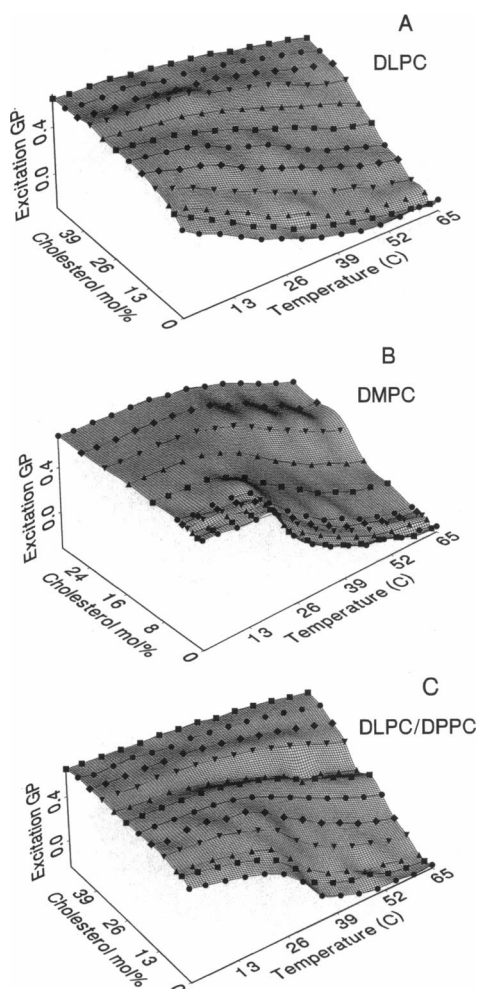 A
DLPC
Excitation GP
0.4
0.0
Cholesterol mol%
39
26
13
0
13
26
39
52
65
Temperature (C)
B
DMPC
Excitation GP
0.4
0.0
Cholesterol mol%
24
16
8
0
13
26
39
52
65
Temperature (C)
C
DLPC/DPPC
Excitation GP
0.4
0.0
Cholesterol mol%
39
26
13
13
26
39
52
65
Temperature (C)